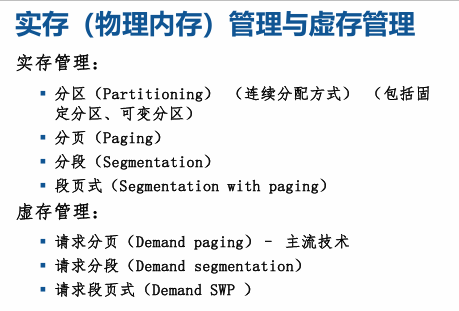 实存（物理内存）管理与虚存管理
实存管理：
▪ 分区（Partitioning） （连续分配方式） （包括固
定分区、可变分区）
▪ 分页（Paging）
▪ 分段（Segmentation）
▪ 段页式（Segmentation with paging）
虚存管理：
▪ 请求分页（Demand paging）- 主流技术
▪ 请求分段（Demand segmentation）
▪ 请求段页式（Demand SWP ）